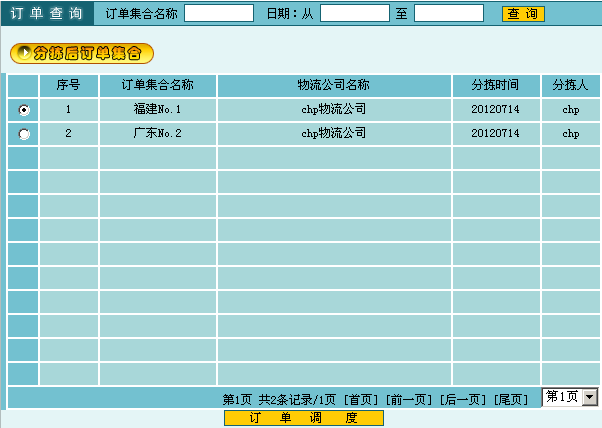 订单查询 订单集合名称 日期：从 至 查 询
分拣后订单集合
序号 订单集合名称 物流公司名称 分拣时间 分拣人
1 福建No.1 chp物流公司 20120714 chp
2 广东No.2 chp物流公司 20120714 chp
第1页 共2条记录/1页 [首页] [前一页] [后一页] [尾页] 第1页
订 单 调 度